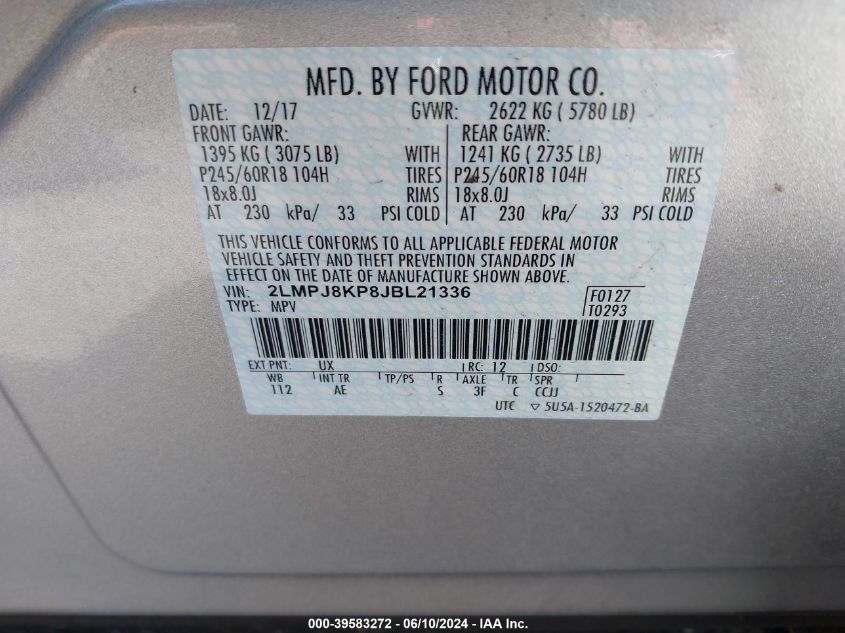 MFD. BY FORD MOTOR CO.
DATE: 12/17 GVWR: 2622 KG ( 5780 LB)
FRONT GAWR: REAR GAWR:
1395 KG ( 3075 LB) WITH 1241 KG ( 2735 LB) WITH
P245/60R18 104H TIRES P245/60R18 104H TIRES
18x8.0J RIMS 18x8.0J RIMS
AT 230 kPa/ 33 PSI COLD AT 230 kPa/ 33 PSI COLD
THIS VEHICLE CONFORMS TO ALL APPLICABLE FEDERAL MOTOR
VEHICLE SAFETY AND THEFT PREVENTION STANDARDS IN
EFFECT ON THE DATE OF MANUFACTURE SHOWN ABOVE.
VIN: 2LMPJ8KP8JBL21336 F0127
TYPE: MPV T0293
EXT PNT: UX RC: 12 DSO:
WB INT TR TP/PS R AXLE TR SPR
112 AE S 3F C CCJJ
UTC ▽ 5U5A-1520472-BA
000-39583272 - 06/10/2024 - IAA Inc.